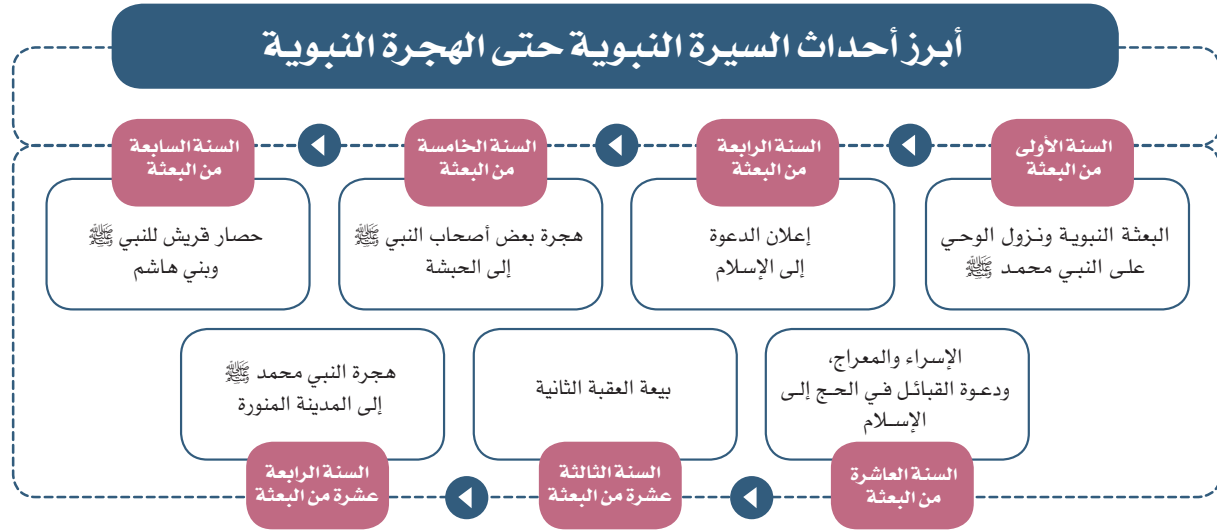 أبرز أحداث السيرة النبوية حتى الهجرة النبوية
السنة الأولى
من البعثة
البعثة النبوية ونزول الوحي
على النبي محمد ﷺ
السنة الرابعة
من البعثة
إعلان الدعوة
إلى الإسلام
السنة الخامسة
من البعثة
هجرة بعض أصحاب النبي ﷺ
إلى الحبشة
السنة السابعة
من البعثة
حصار قريش للنبي ﷺ
وبني هاشم
الإسراء والمعراج،
ودعوة القبائل في الحج إلى
الإسلام
السنة العاشرة
من البعثة
بيعة العقبة الثانية
السنة الثالثة
عشرة من البعثة
هجرة النبي محمد ﷺ
إلى المدينة المنورة
السنة الرابعة
عشرة من البعثة